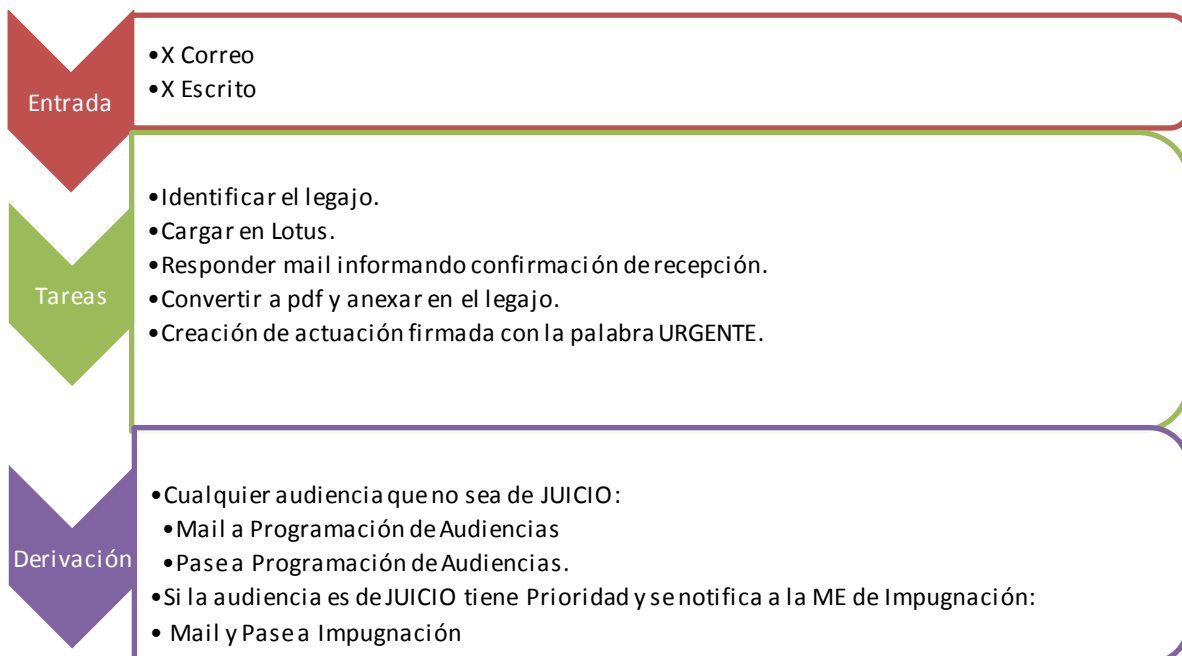 Entrada
•X Correo
•X Escrito
Tareas
•Identificar el legajo.
•Cargar en Lotus.
•Responder mail informando confirmación de recepción.
•Convertir a pdf y anexar en el legajo.
•Creación de actuación firmada con la palabra URGENTE.
Derivación
•Cualquier audiencia que no sea de JUICIO:
•Mail a Programación de Audiencias
•Pase a Programación de Audiencias.
•Si la audiencia es de JUICIO tiene Prioridad y se notifica a la ME de Impugnación:
• Mail y Pase a Impugnación